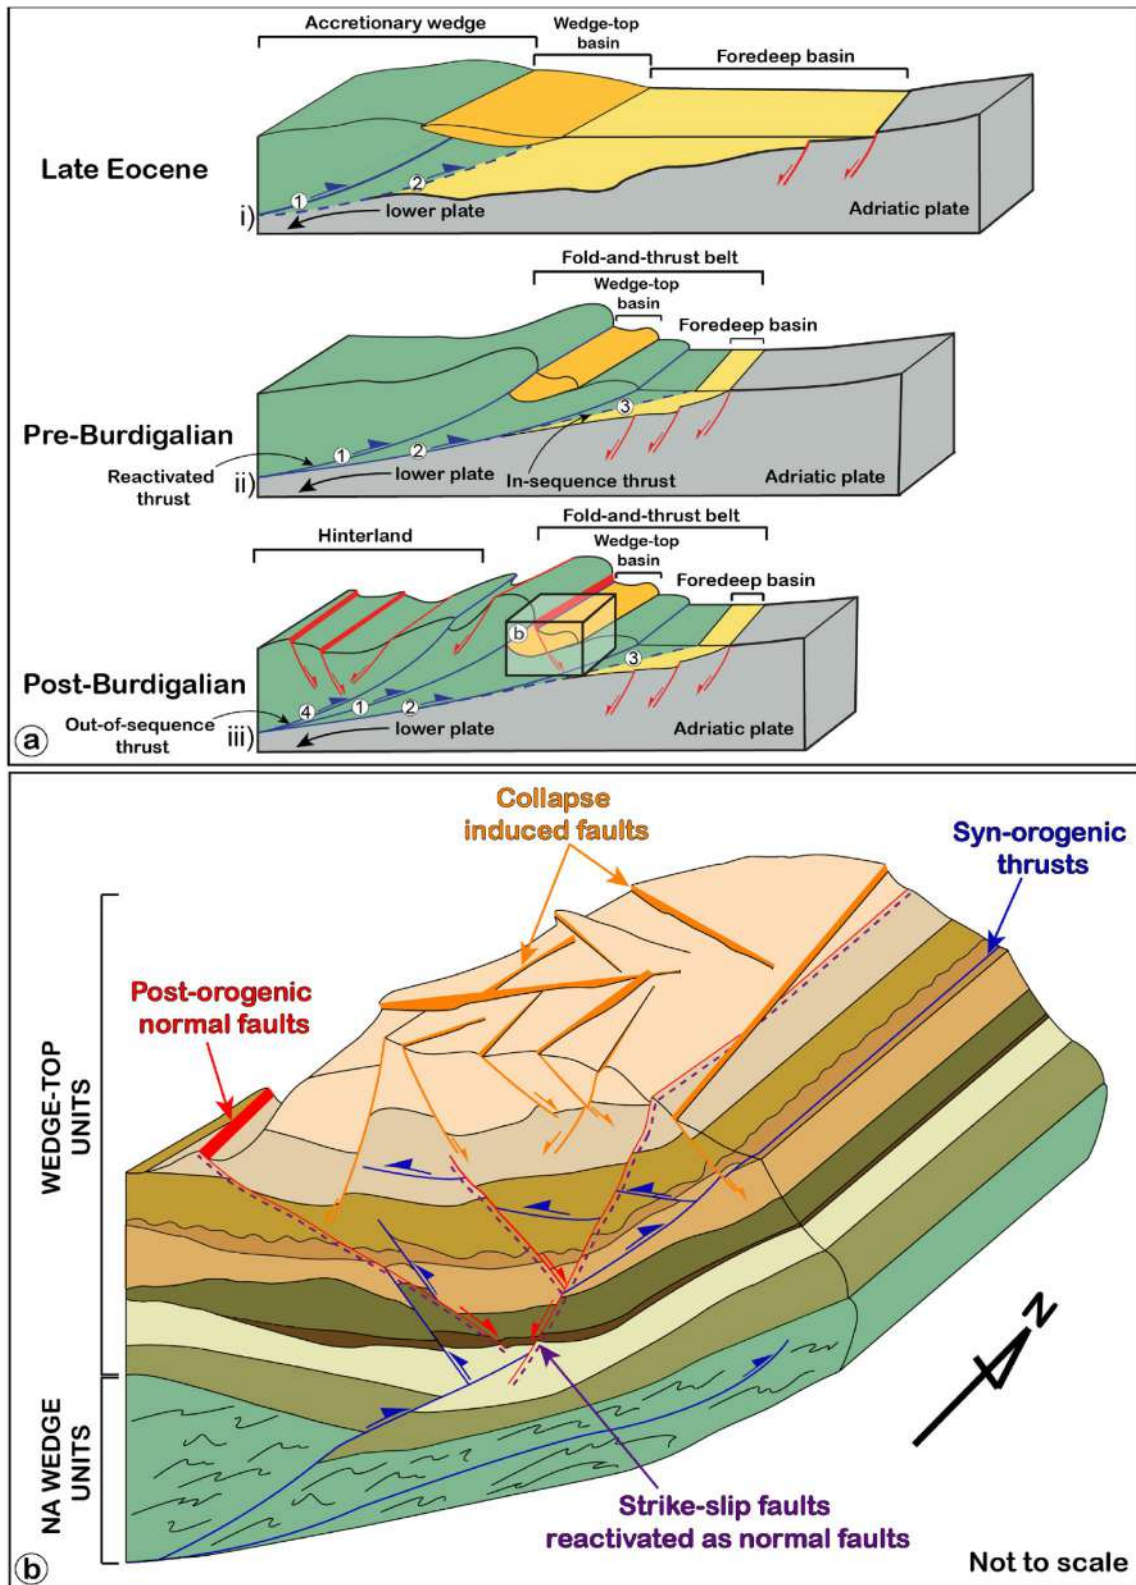 Accretionary wedge
Wedge-top
basin
Foredeep basin
Late Eocene
1
2
i)
lower plate
Adriatic plate
Fold-and-thrust belt
Wedge-top
basin
Foredeep basin
Pre-Burdigalian
3
1
2
Reactivated
thrust
ii)
lower plate
In-sequence thrust
Adriatic plate
Hinterland
Fold-and-thrust belt
Wedge-top
basin
Foredeep basin
b
3
Post-Burdigalian
4
1
2
Out-of-sequence
thrust
iii)
lower plate
Adriatic plate
a
Collapse
induced faults
Syn-orogenic
thrusts
Post-orogenic
normal faults
WEDGE-TOP
UNITS
N
NA WEDGE
UNITS
Strike-slip faults
reactivated as normal faults
b
Not to scale